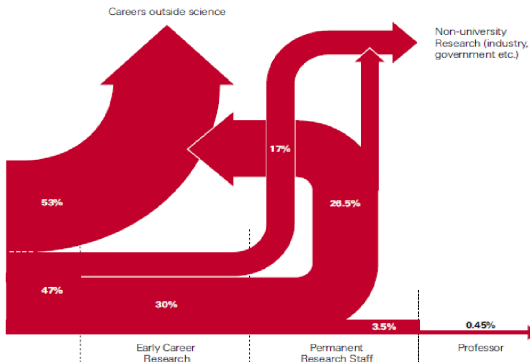 Careers outside science
Non-university
Research (industry,
government etc.)
17%
53%
26.5%
47%
30%
3.5%
0.45%
Early Career
Research
Permanent
Research Staff
Professor